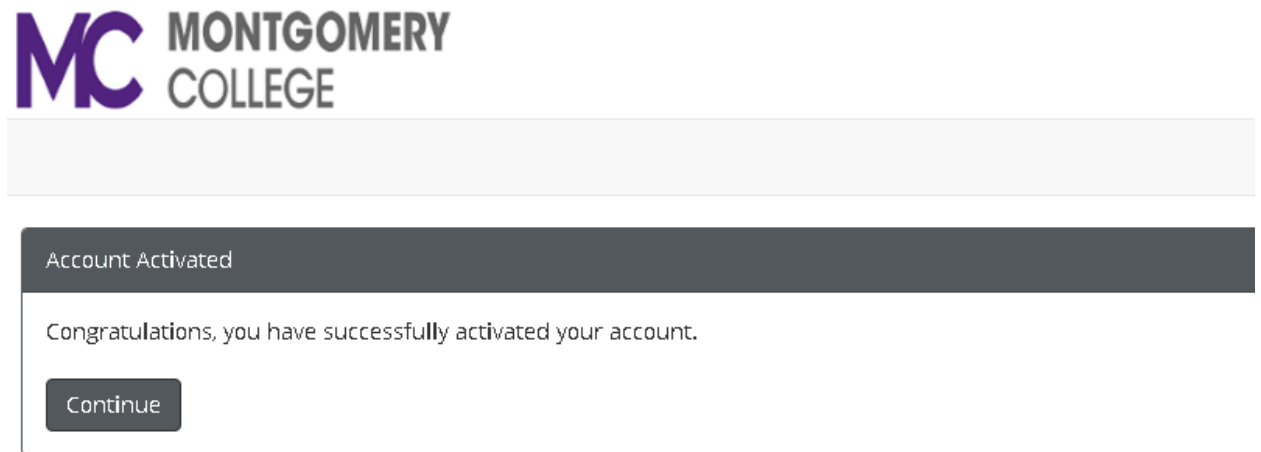 MC MONTGOMERY
COLLEGE
Account Activated
Congratulations, you have successfully activated your account.
Continue